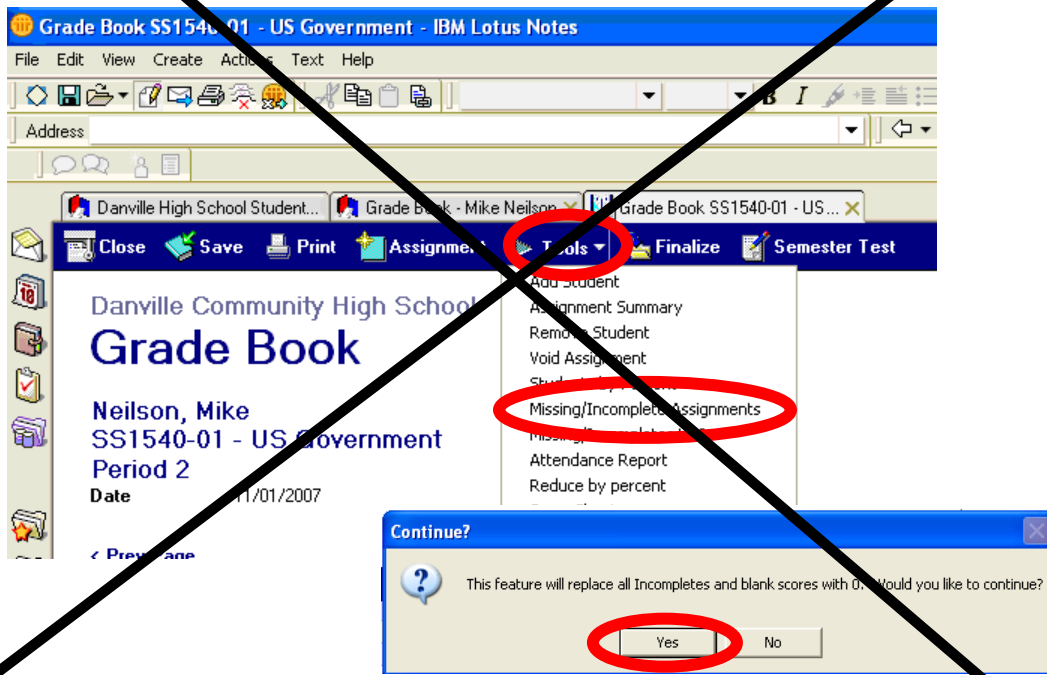 Grade Book SS1540-01 - US Government - IBM Lotus Notes
File Edit View Create Actions Text Help
B I
Address
Danville High School Student... Grade Book - Mike Neilson Grade Book SS1540-01 - US...
Close Save Print Assignment Tools Finalize Semester Test
Add Student
Danville Community High School
Assignment Summary
Grade Book
Remove Student
Void Assignment
Neilson, Mike
Missing/Incomplete Assignments
SS1540-01 - US Government
Period 2
Attendance Report
Date 11/01/2007
Reduce by percent
< Prev Page
Continue?
This feature will replace all Incompletes and blank scores with 0. Would you like to continue?
Yes No